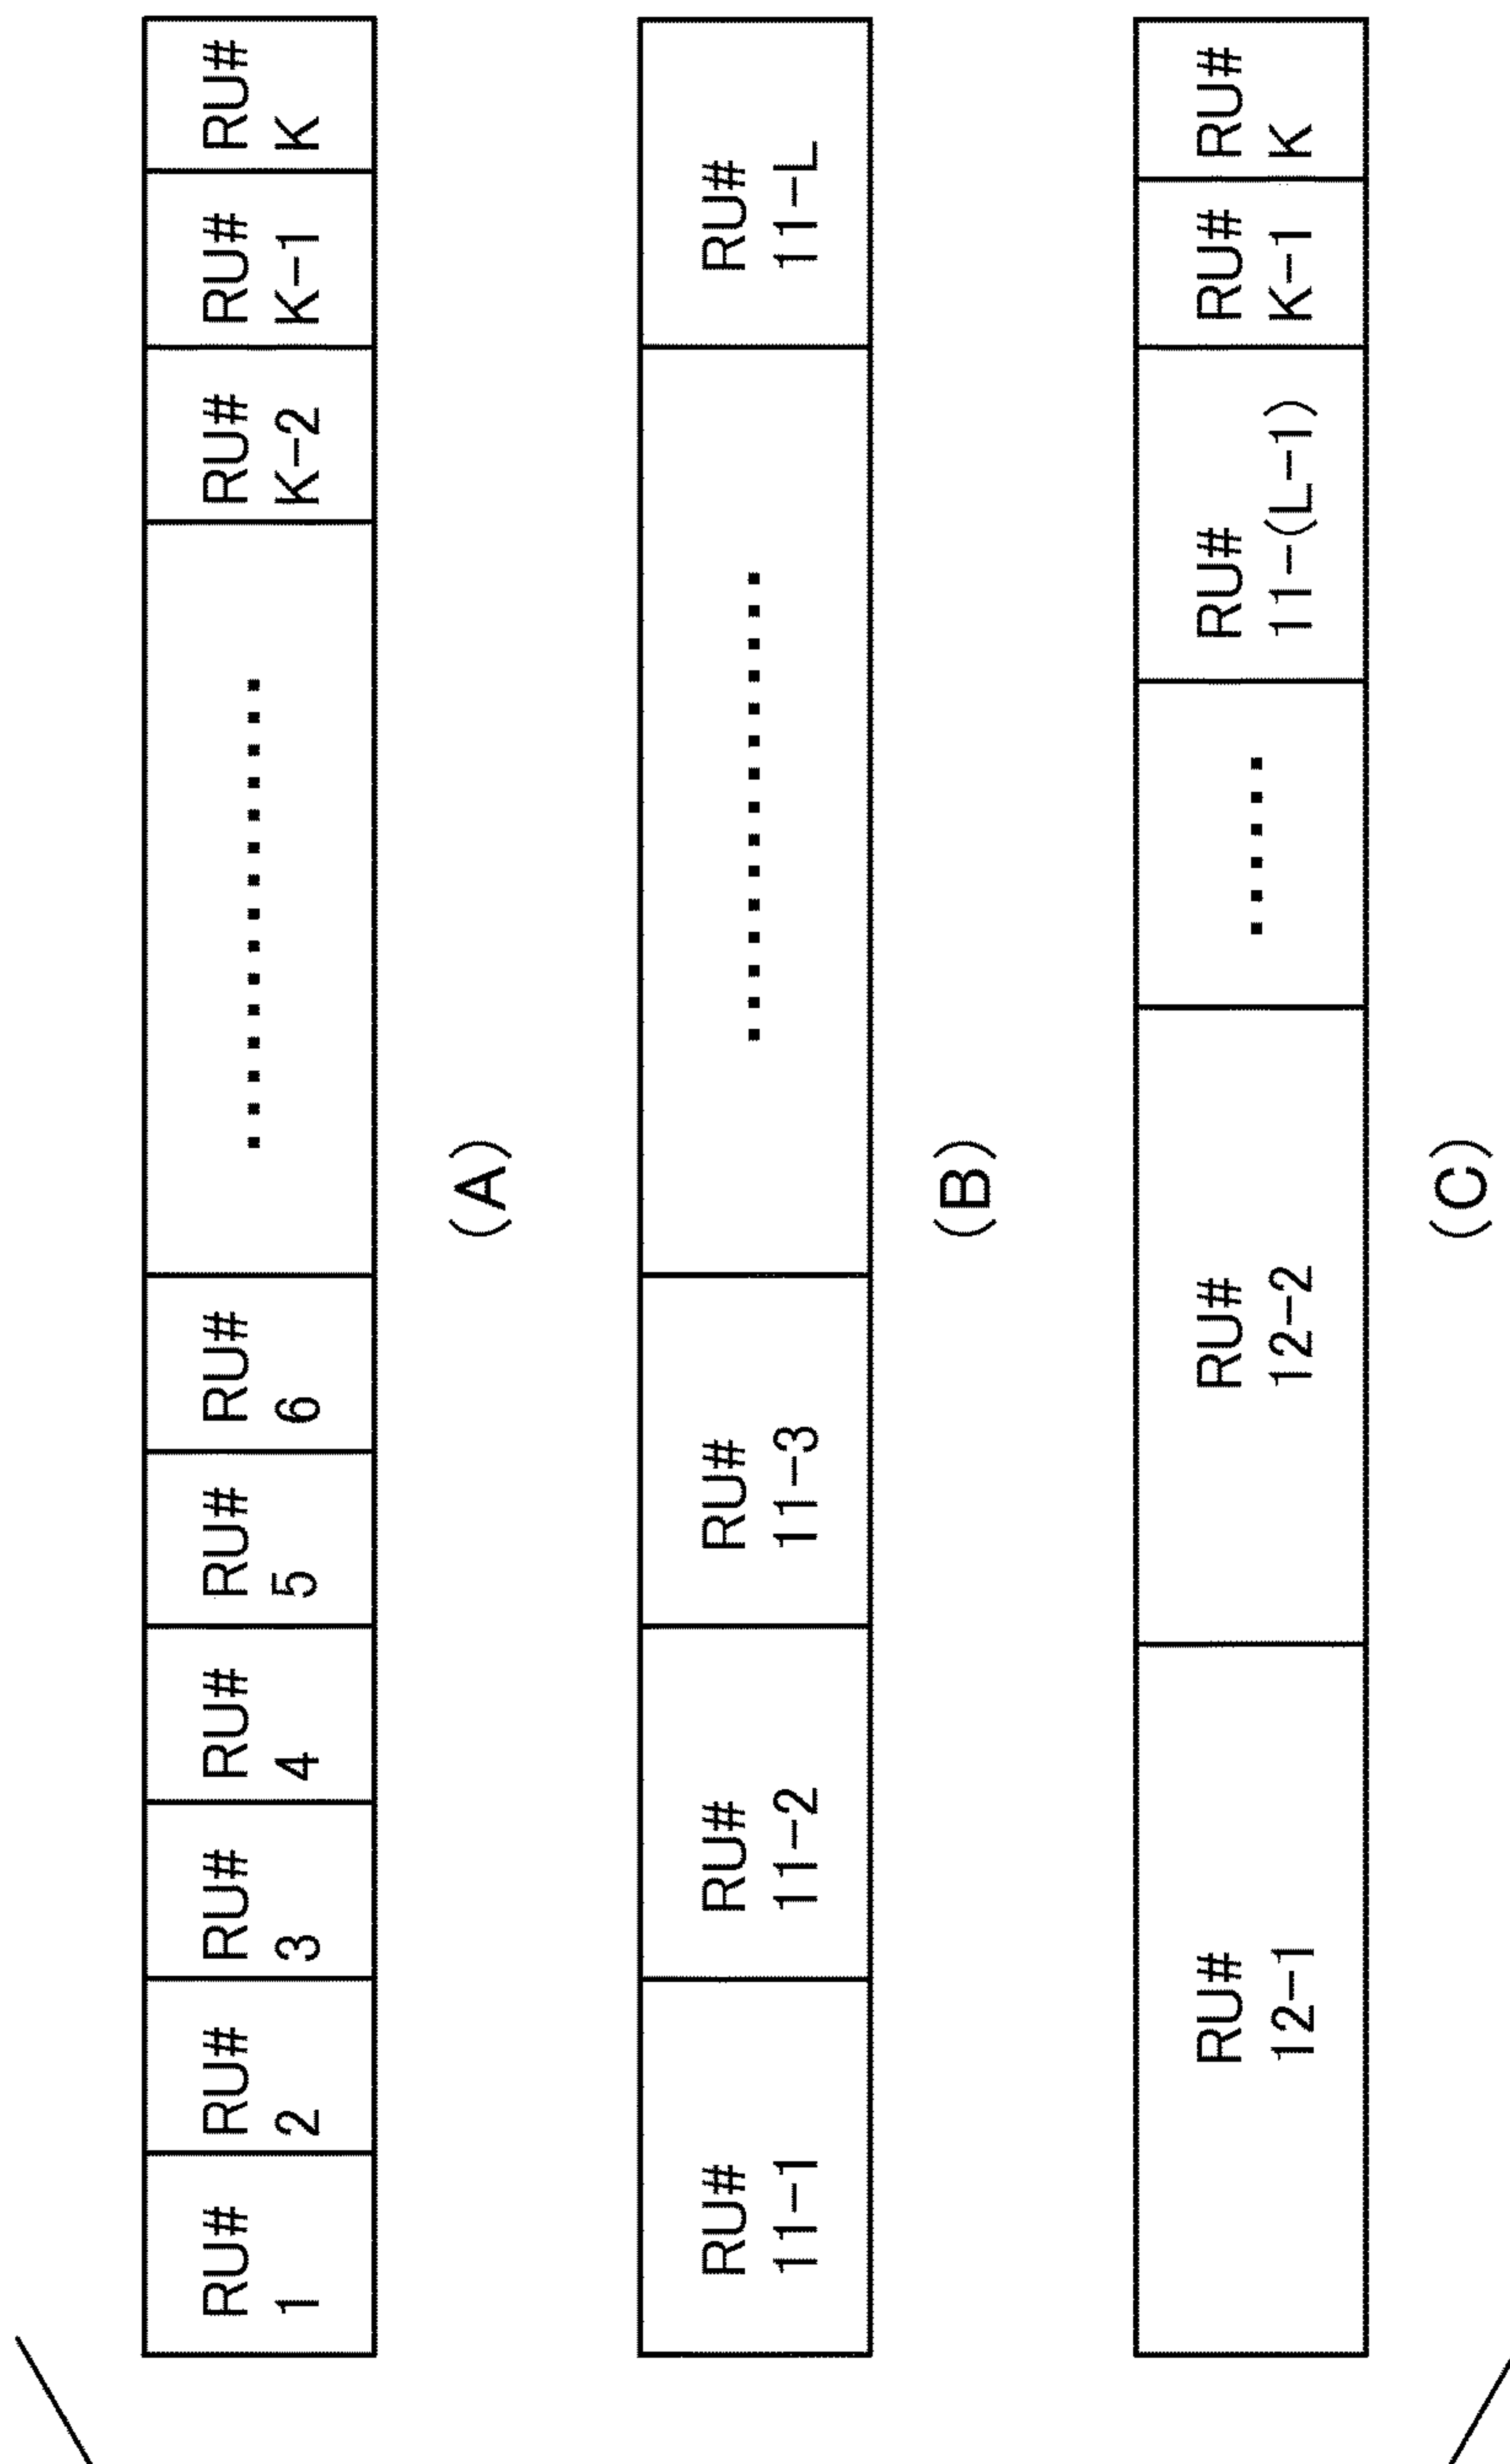 RU#
1
RU#
2
RU#
3
RU#
4
RU#
5
RU#
6
...............
RU#
K-2
RU#
K-1
RU#
K
(A)
RU#
11-1
RU#
11-2
RU#
11-3
...............
RU#
11-L
(B)
RU#
12-1
RU#
12-2
......
RU#
11-(L-1)
RU#
K-1
RU#
K
(C)